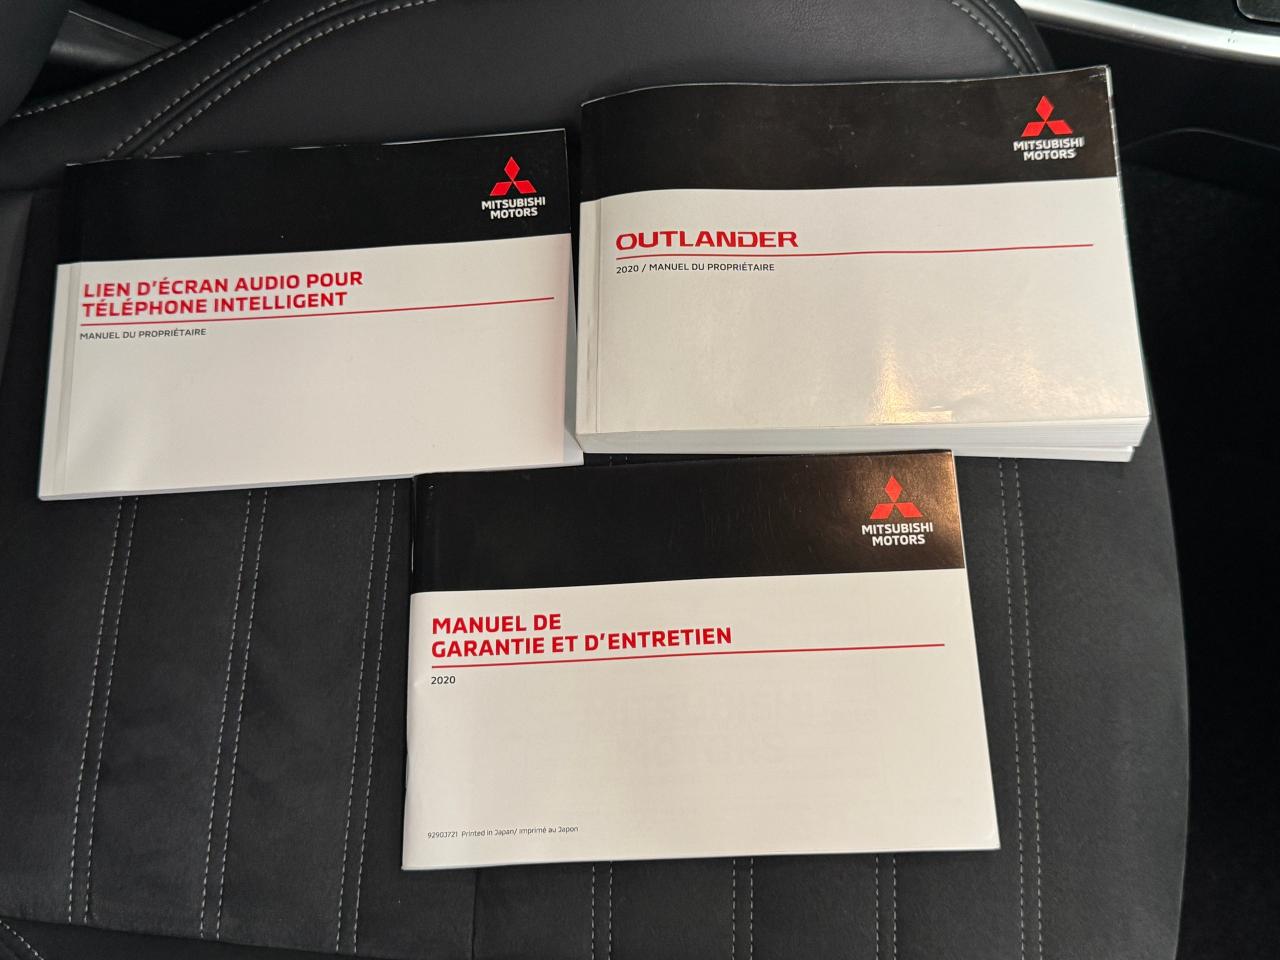 MITSUBISHI
MOTORS
LIEN D'ÉCRAN AUDIO POUR
TÉLÉPHONE INTELLIGENT
MANUEL DU PROPRIÉTAIRE
MITSUBISHI
MOTORS
OUTLANDER
2020 / MANUEL DU PROPRIÉTAIRE
MITSUBISHI
MOTORS
MANUEL DE
GARANTIE ET D'ENTRETIEN
2020
92903721 Printed in Japan/ Imprimé au Japon